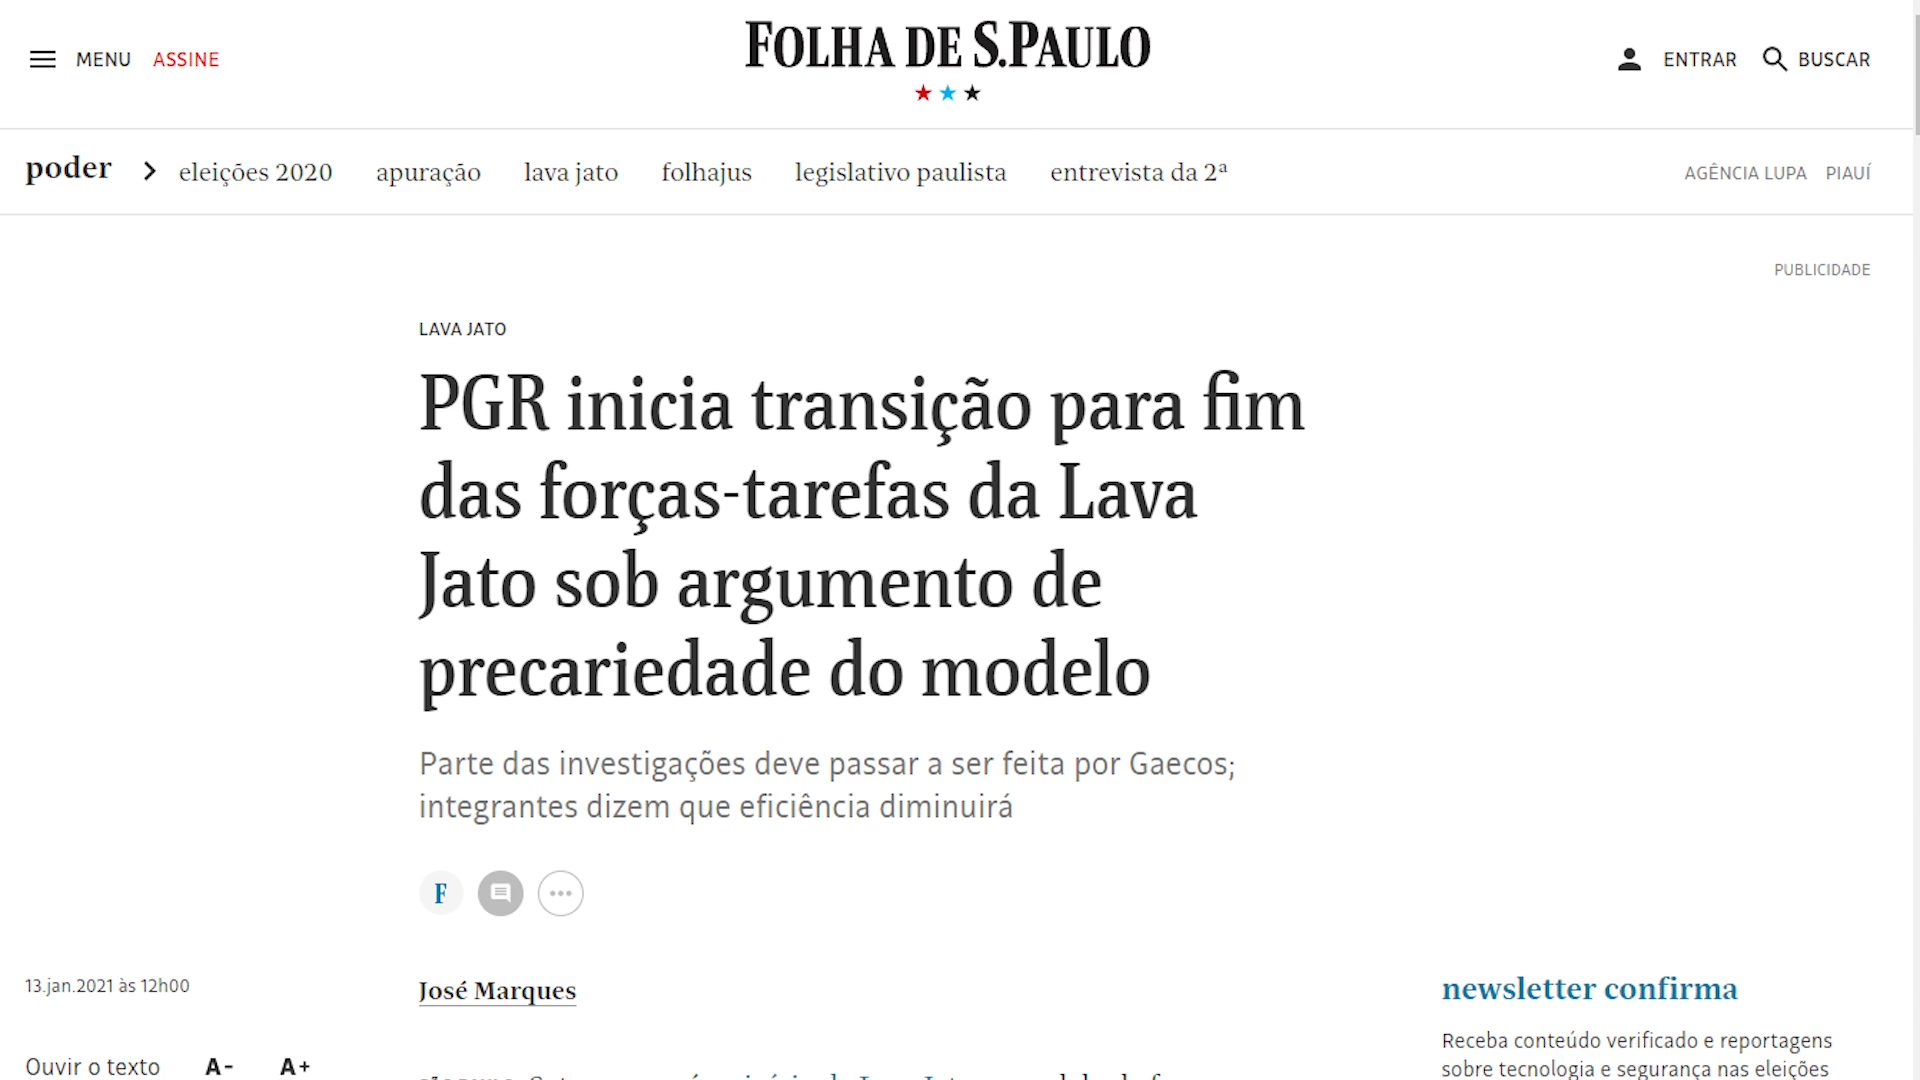 MENU ASSINE
FOLHA DE S.PAULO
ENTRAR BUSCAR
poder eleições 2020 apuração lava jato folhajus legislativo paulista entrevista da 2ª
AGÊNCIA LUPA PIAUÍ
PUBLICIDADE
LAVA JATO
PGR inicia transição para fim
das forças-tarefas da Lava
Jato sob argumento de
precariedade do modelo
Parte das investigações deve passar a ser feita por Gaecos;
integrantes dizem que eficiência diminuirá
F
13.jan.2021 às 12h00
José Marques
newsletter confirma
Receba conteúdo verificado e reportagens
sobre tecnologia e segurança nas eleições
Ouvir o texto A- A+